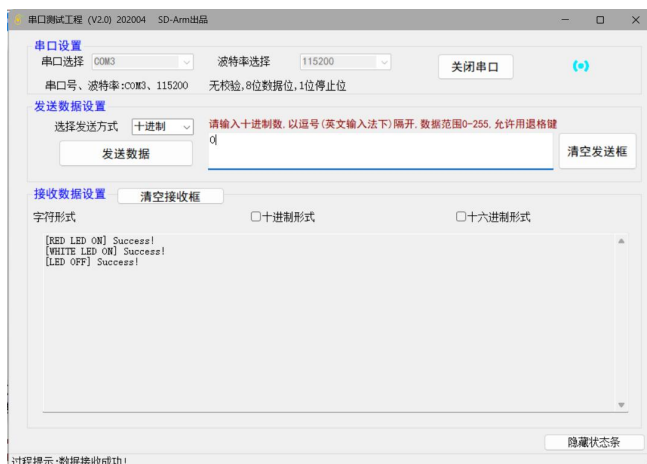 串口测试工程 (V2.0) 202004 SD-Arm出品
串口设置
串口选择 COM3 波特率选择 115200 关闭串口
串口号、波特率:COM3、115200 无校验,8位数据位,1位停止位
发送数据设置
选择发送方式 十进制 请输入十进制数,以逗号(英文输入法下)隔开,数据范围0-255,允许用退格键
0
发送数据 清空发送框
接收数据设置 清空接收框
字符形式 十进制形式 十六进制形式
[RED LED ON] Success!
[WHITE LED ON] Success!
[LED OFF] Success!
隐藏状态条
过程提示:数据接收成功!